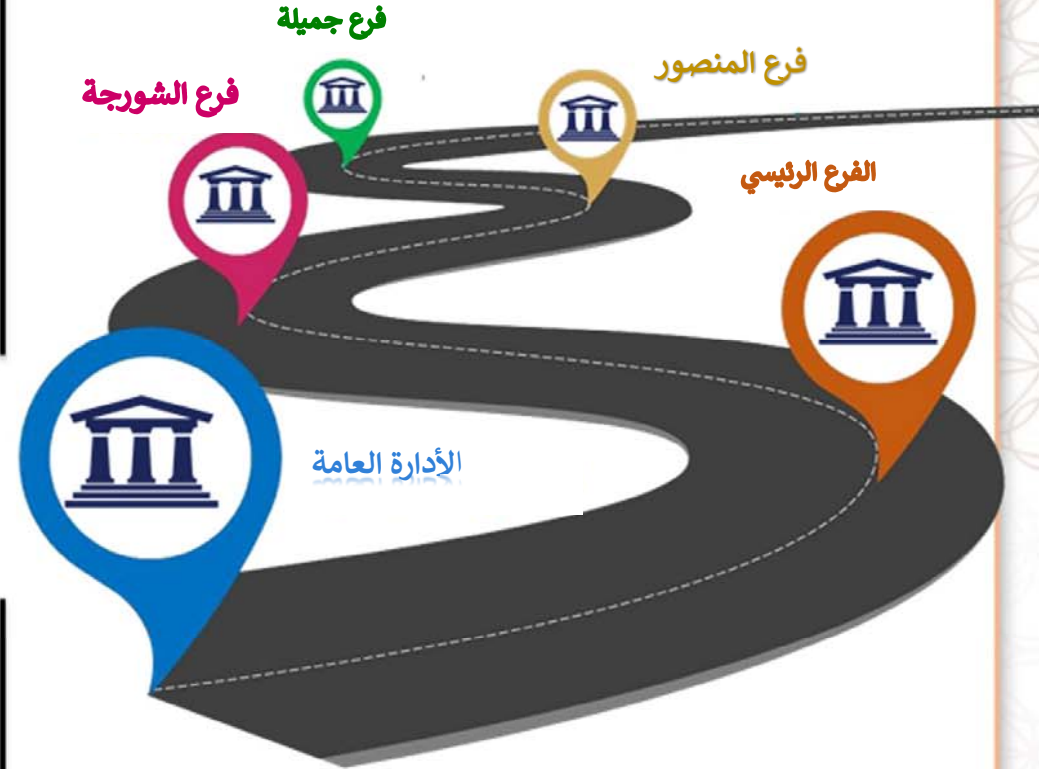 فرع جميلة
فرع المنصور
فرع الشورجة
الفرع الرئيسي
الأدارة العامة